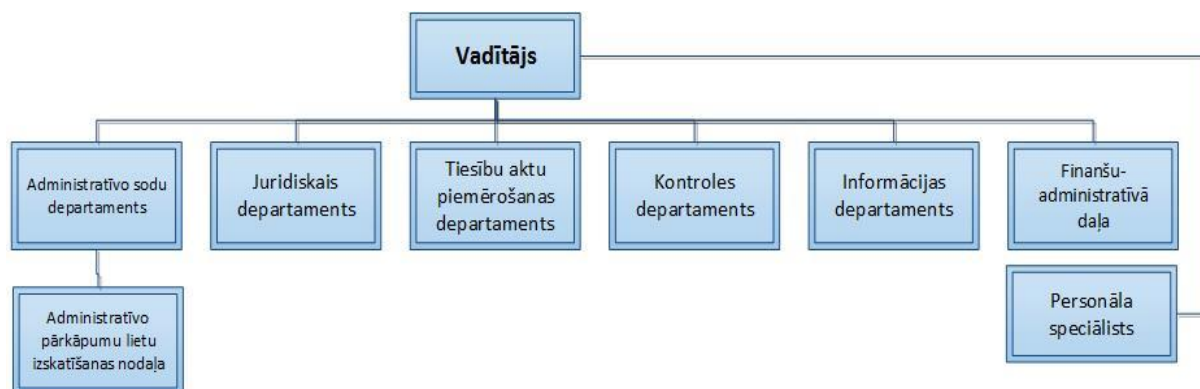 Vadītājs
Administratīvo sodu
departaments
Juridiskais
departaments
Tiesību aktu
piemērošanas
departaments
Kontroles
departaments
Informācijas
departaments
Finanšu-
administratīvā
daļa
Administratīvo
pārkāpumu lietu
izskatīšanas nodaļa
Personāla
speciālists